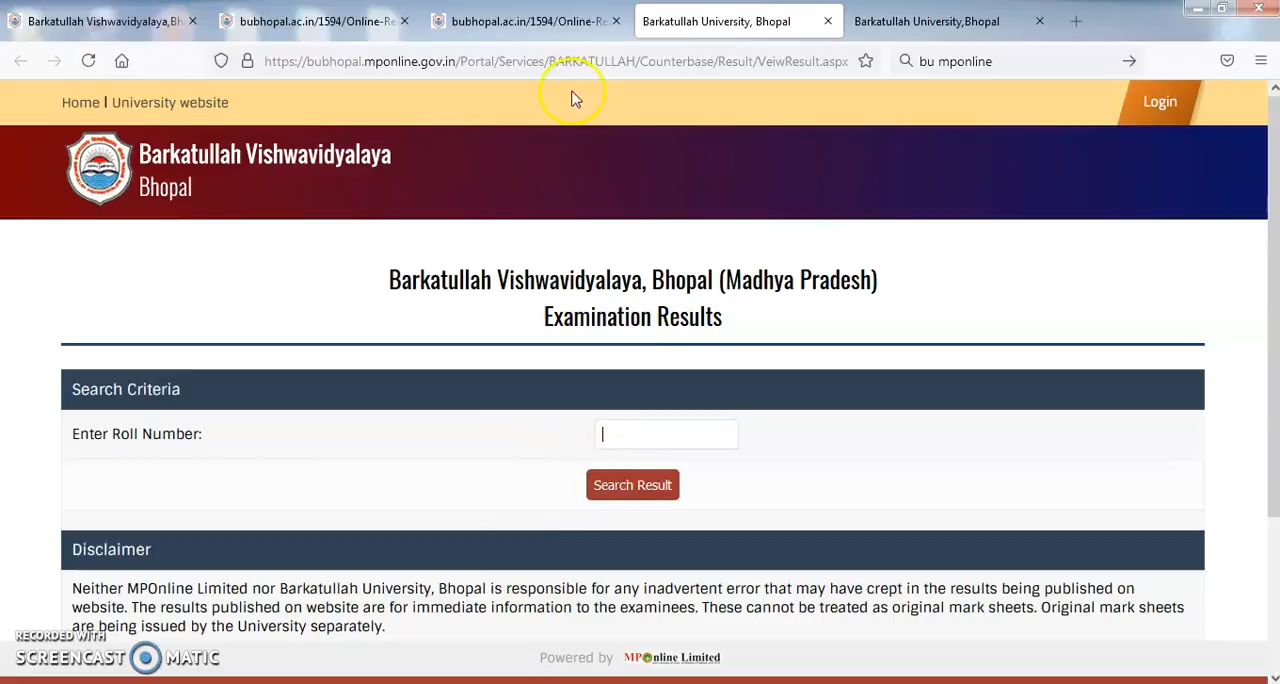 Barkatullah Vishwavidyalaya,Bh
bubhopal.ac.in/1594/Online-Re
bubhopal.ac.in/1594/Online-Re
Barkatullah University, Bhopal
Barkatullah University,Bhopal
https://bubhopal.mponline.gov.in/Portal/Services/BARKATULLAH/Counterbase/Result/VeiwResult.aspx
bu mponline
Home | University website
Login
Barkatullah Vishwavidyalaya
Bhopal
Barkatullah Vishwavidyalaya, Bhopal (Madhya Pradesh)
Examination Results
Search Criteria
Enter Roll Number:
Search Result
Disclaimer
Neither MPOnline Limited nor Barkatullah University, Bhopal is responsible for any inadvertent error that may have crept in the results being published on
website. The results published on website are for immediate information to the examinees. These cannot be treated as original mark sheets. Original mark sheets
are being issued by the University separately.
RECORDED WITH
SCREENCAST MATIC
Powered by MPOnline Limited